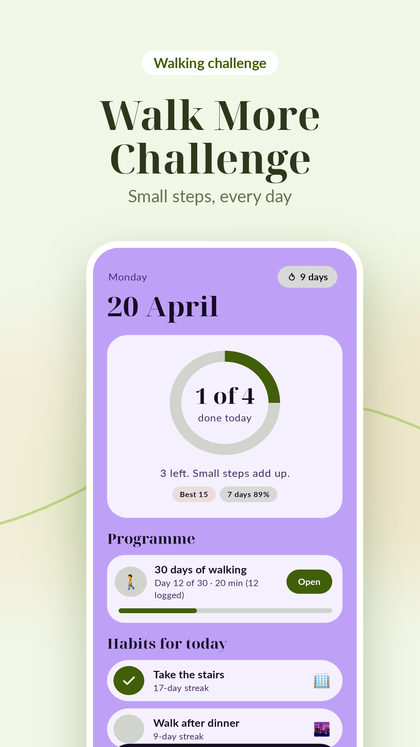 Walking challenge
Walk More
Challenge
Small steps, every day
Monday
9 days
20 April
1 of 4
done today
3 left. Small steps add up.
Best 15
7 days 89%
Programme
30 days of walking
Day 12 of 30 · 20 min (12
logged)
Open
Habits for today
Take the stairs
17-day streak
Walk after dinner
9-day streak